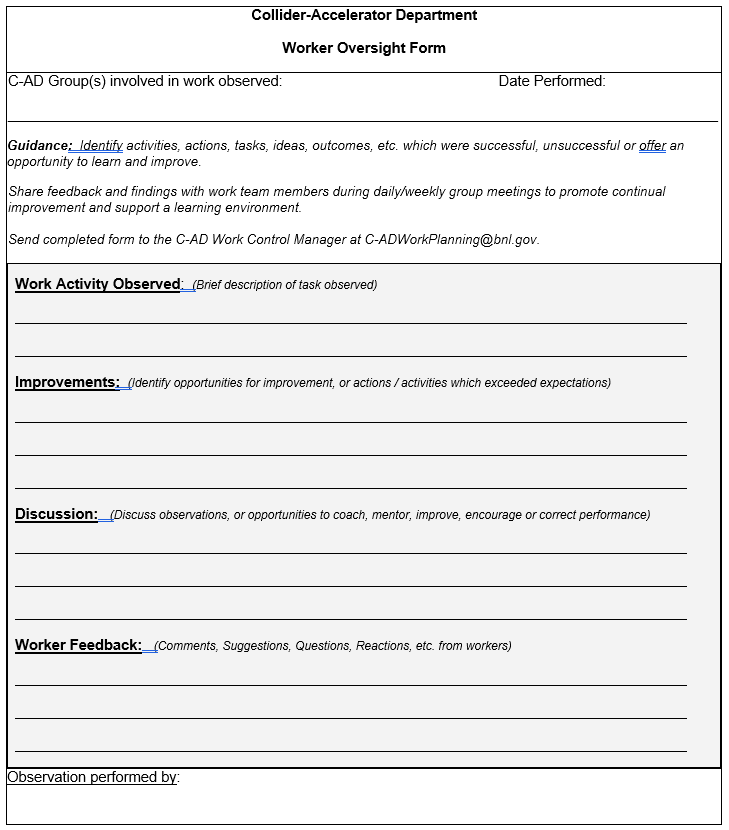 Collider-Accelerator Department
Worker Oversight Form
C-AD Group(s) involved in work observed: Date Performed:
Guidance: Identify activities, actions, tasks, ideas, outcomes, etc. which were successful, unsuccessful or offer an
opportunity to learn and improve.
Share feedback and findings with work team members during daily/weekly group meetings to promote continual
improvement and support a learning environment.
Send completed form to the C-AD Work Control Manager at C-ADWorkPlanning@bnl.gov.
Work Activity Observed: (Brief description of task observed)
Improvements: (Identify opportunities for improvement, or actions / activities which exceeded expectations)
Discussion: (Discuss observations, or opportunities to coach, mentor, improve, encourage or correct performance)
Worker Feedback: (Comments, Suggestions, Questions, Reactions, etc. from workers)
Observation performed by: